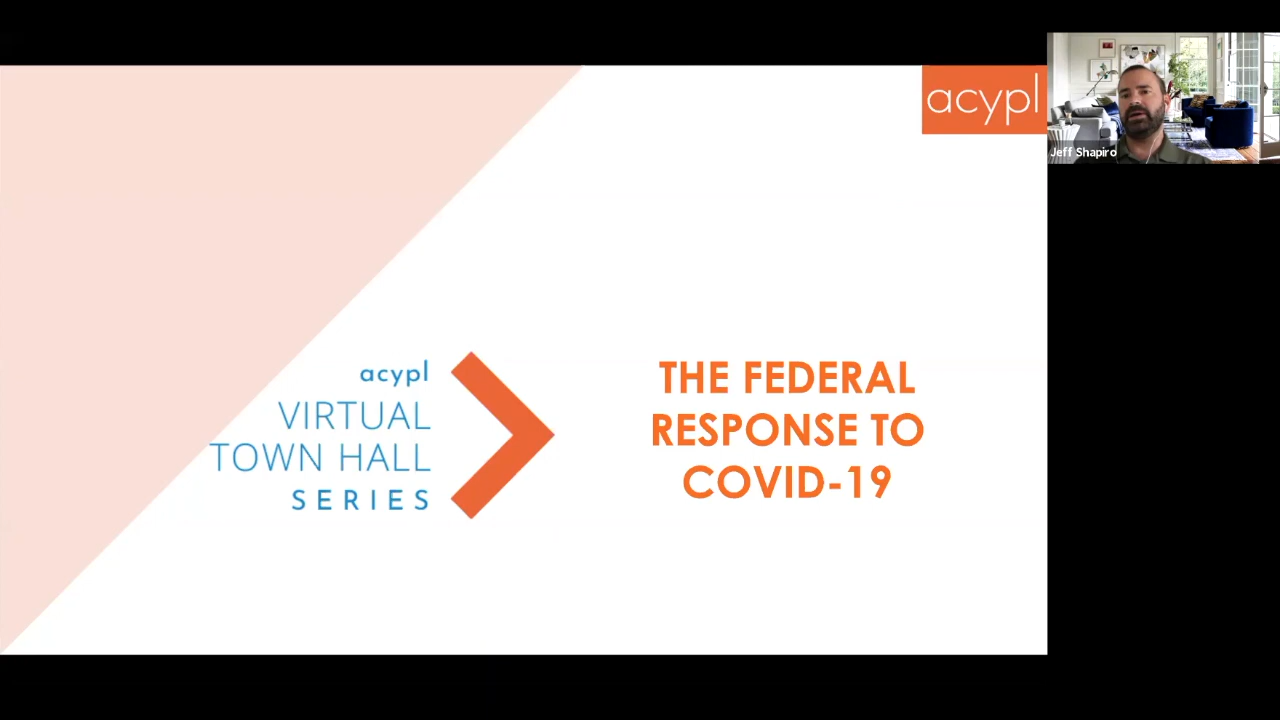 acypl
Jeff Shapiro
acypl
VIRTUAL
TOWN HALL
SERIES
THE FEDERAL
RESPONSE TO
COVID-19